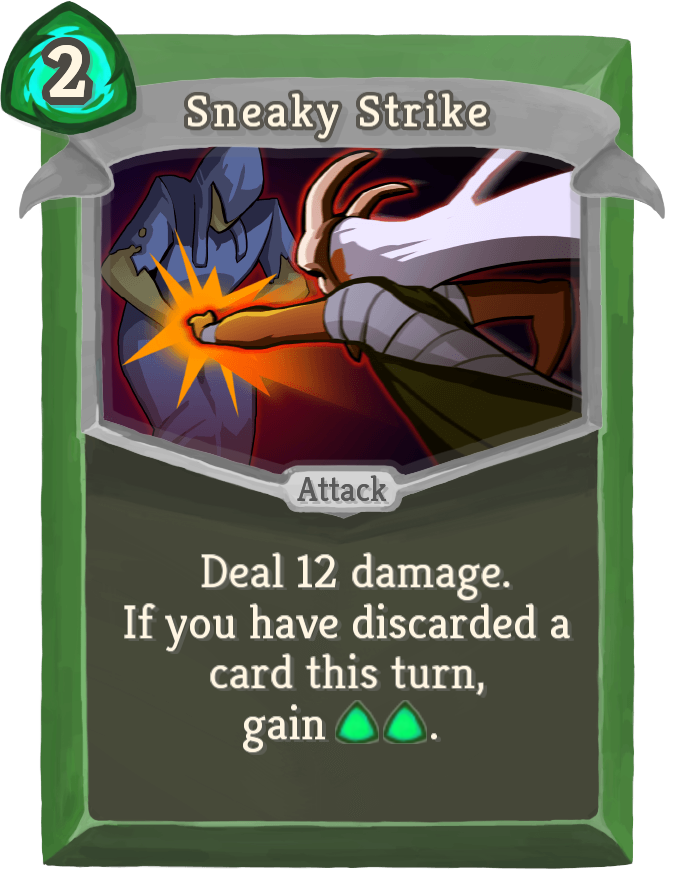 2
Sneaky Strike
Attack
Deal 12 damage.
If you have discarded a
card this turn,
gain .